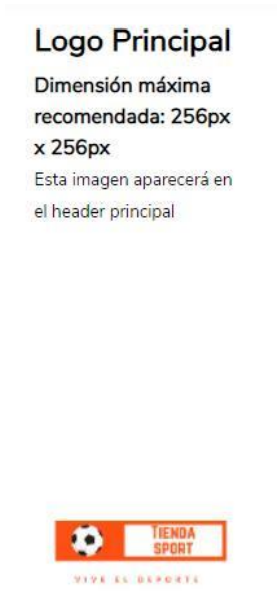 Logo Principal
Dimensión máxima
recomendada: 256px
x 256px
Esta imagen aparecerá en
el header principal
TIENDA
SPORT
VIVE EL DEPORTE